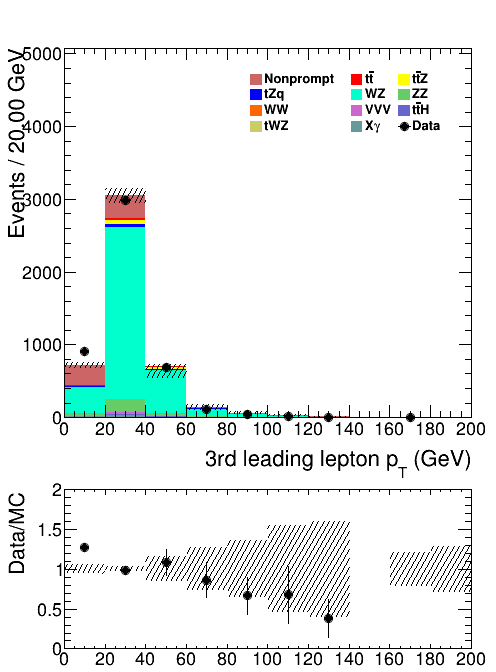 Events / 20.00 GeV
5000
4000
3000
2000
1000
0
Nonprompt tt̄ tt̄Z
tZq WZ ZZ
WW VVV tt̄H
tWZ Xγ Data
0 20 40 60 80 100 120 140 160 180 200
3rd leading lepton p_T (GeV)
Data/MC
2
1.5
1
0.5
0
0 20 40 60 80 100 120 140 160 180 200